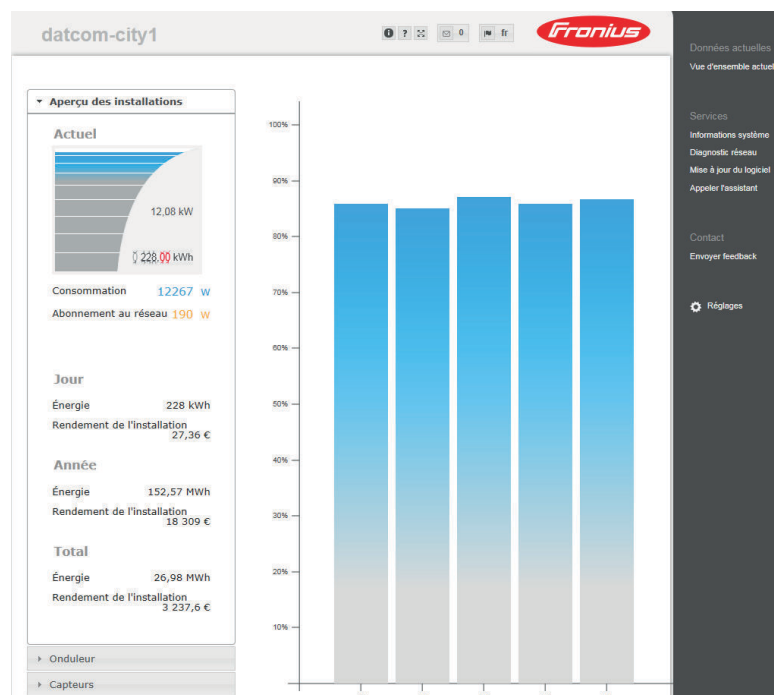 datcom-city1
0
fr
Fronius
Données actuelles
Vue d'ensemble actuel
Services
Informations système
Diagnostic réseau
Mise à jour du logiciel
Appeler l'assistant
Contact
Envoyer feedback
Réglages
Aperçu des installations
Actuel
12,08 kW
228.00 kWh
Consommation 12267 W
Abonnement au réseau 190 W
Jour
Énergie 228 kWh
Rendement de l'installation
27,36 €
Année
Énergie 152,57 MWh
Rendement de l'installation
18 309 €
Total
Énergie 26,98 MWh
Rendement de l'installation
3 237,6 €
Onduleur
Capteurs
100%
90%
80%
70%
60%
50%
40%
30%
20%
10%